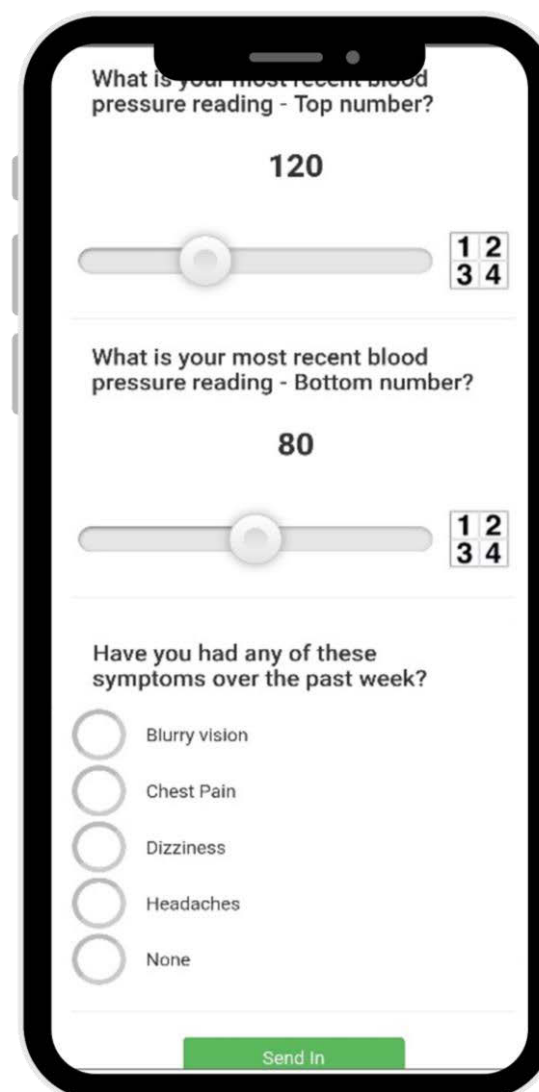 What is your most recent blood
pressure reading - Top number?
120
1 2
3 4
What is your most recent blood
pressure reading - Bottom number?
80
1 2
3 4
Have you had any of these
symptoms over the past week?
Blurry vision
Chest Pain
Dizziness
Headaches
None
Send In